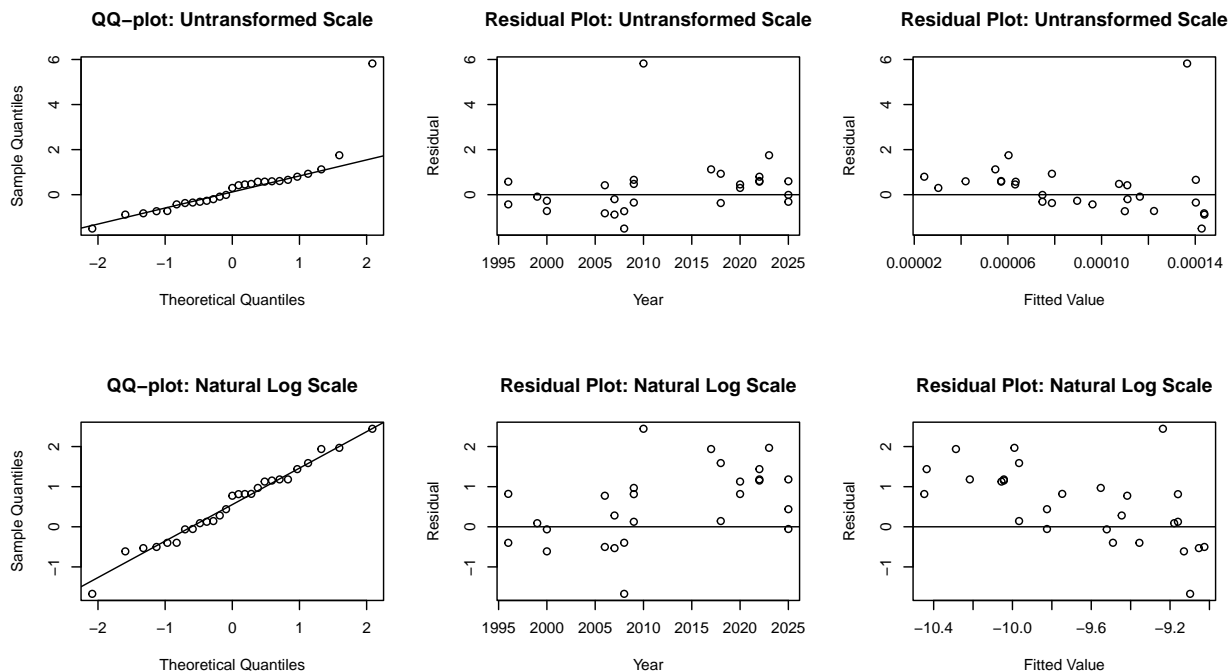 QQ−plot: Untransformed Scale
Sample Quantiles
0 2 4 6
−2 −1 0 1 2
Theoretical Quantiles
Residual Plot: Untransformed Scale
Residual
0 2 4 6
1995 2000 2005 2010 2015 2020 2025
Year
Residual Plot: Untransformed Scale
Residual
0 2 4 6
0.00002 0.00006 0.00010 0.00014
Fitted Value
QQ−plot: Natural Log Scale
Sample Quantiles
−1 0 1 2
−2 −1 0 1 2
Theoretical Quantiles
Residual Plot: Natural Log Scale
Residual
−1 0 1 2
1995 2000 2005 2010 2015 2020 2025
Year
Residual Plot: Natural Log Scale
Residual
−1 0 1 2
−10.4 −10.0 −9.6 −9.2
Fitted Value